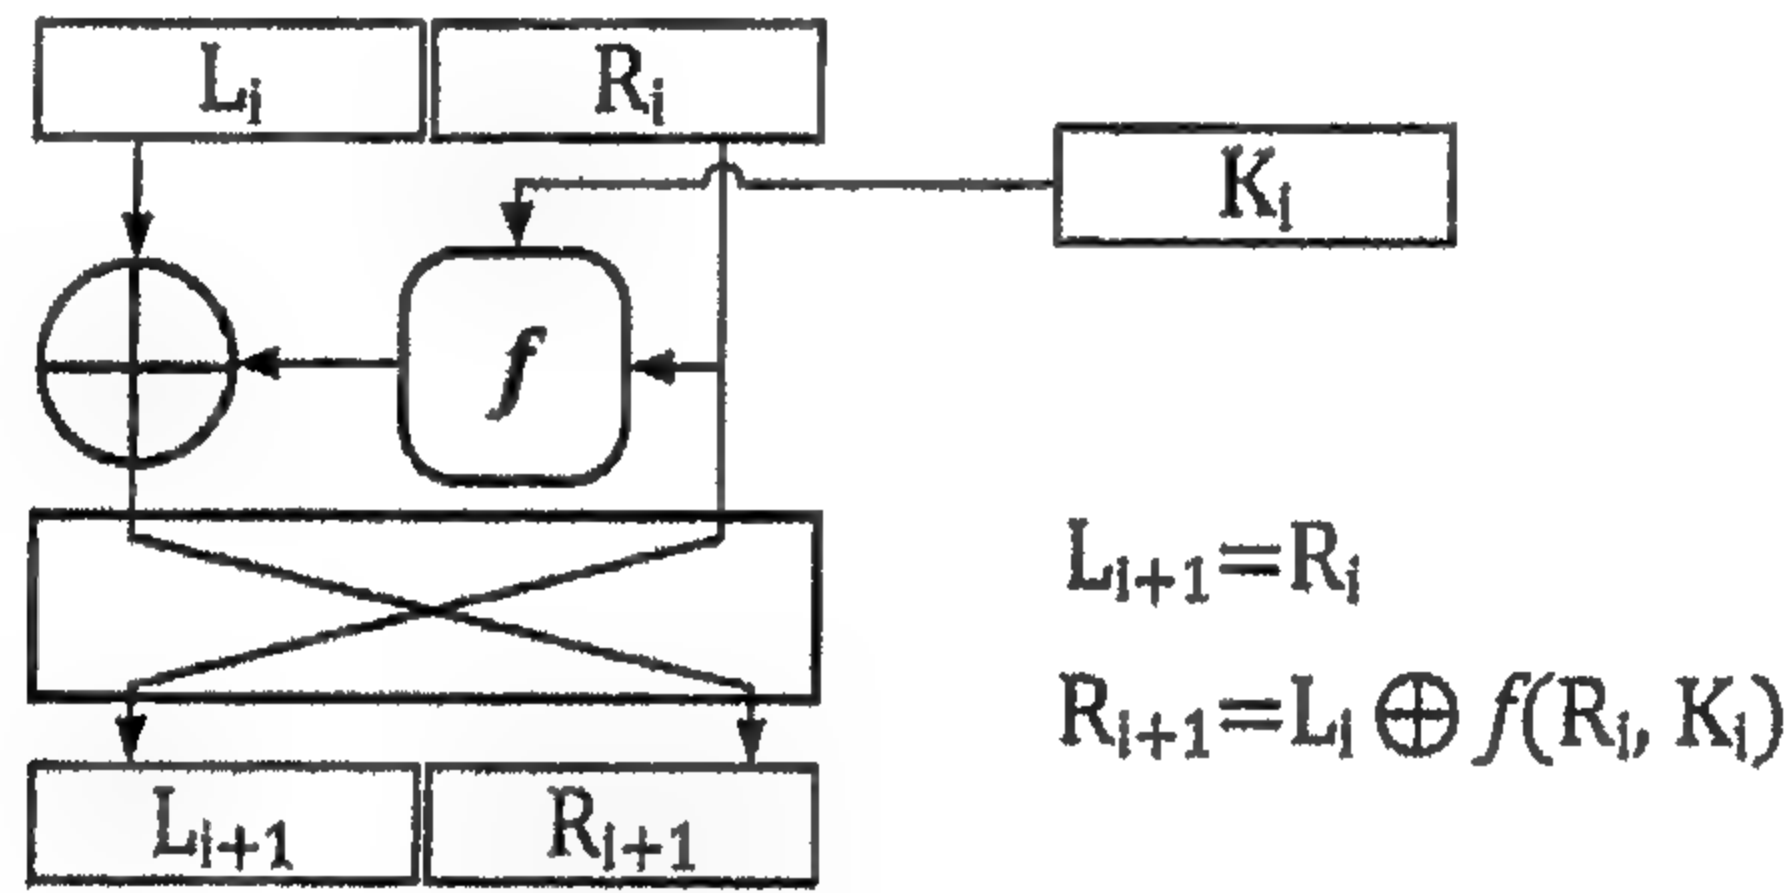 Lᵢ Rᵢ
Kᵢ
f
Lᵢ₊₁=Rᵢ
Rᵢ₊₁=Lᵢ ⊕ f(Rᵢ, Kᵢ)
Lᵢ₊₁ Rᵢ₊₁